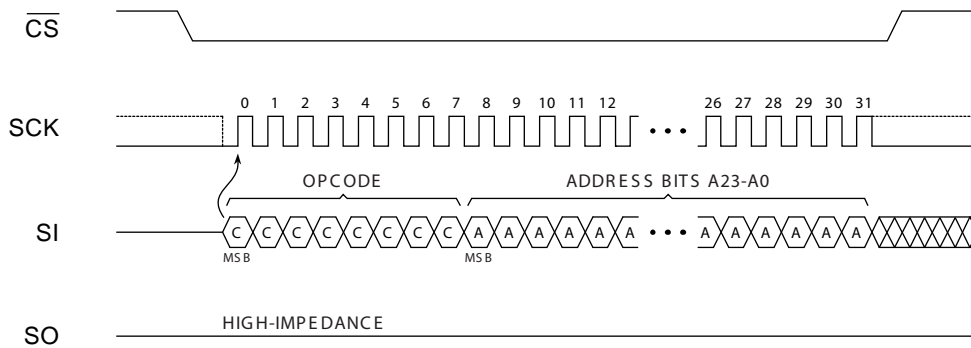 CS
0 1 2 3 4 5 6 7 8 9 10 11 12 26 27 28 29 30 31
SCK
OPCODE ADDRESS BITS A23-A0
SI C C C C C C C C A A A A A A A A A A A A
MSB MSB
HIGH-IMPEDANCE
SO